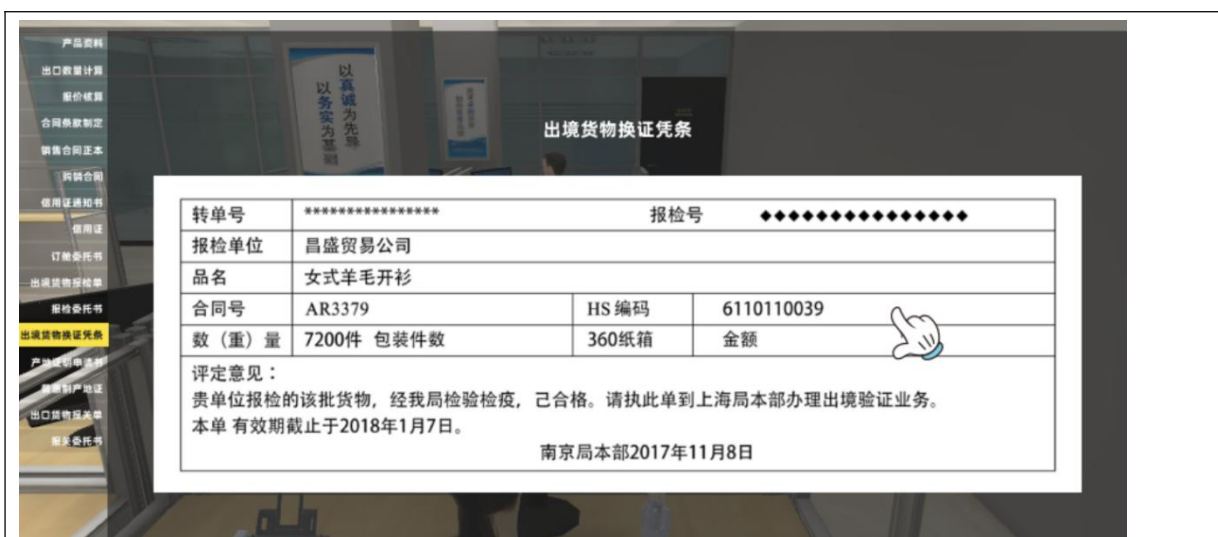 产品资料
出口数量计算
报价核算
合同条款制定
销售合同正本
购销合同
信用证通知书
信用证
订舱委托书
出境货物报检单
报检委托书
出境货物换证凭条
产地证明申请书
普惠制产地证
出口货物报关单
报关委托书
以真诚为先导
以务实为基础
出境货物换证凭条
转单号 **************** 报检号 ◆◆◆◆◆◆◆◆◆◆◆◆◆◆◆
报检单位 昌盛贸易公司
品名 女式羊毛开衫
合同号 AR3379 HS 编码 6110110039
数（重）量 7200件 包装件数 360纸箱 金额
评定意见：
贵单位报检的该批货物，经我局检验检疫，己合格。请执此单到上海局本部办理出境验证业务。
本单 有效期截止于2018年1月7日。
南京局本部2017年11月8日